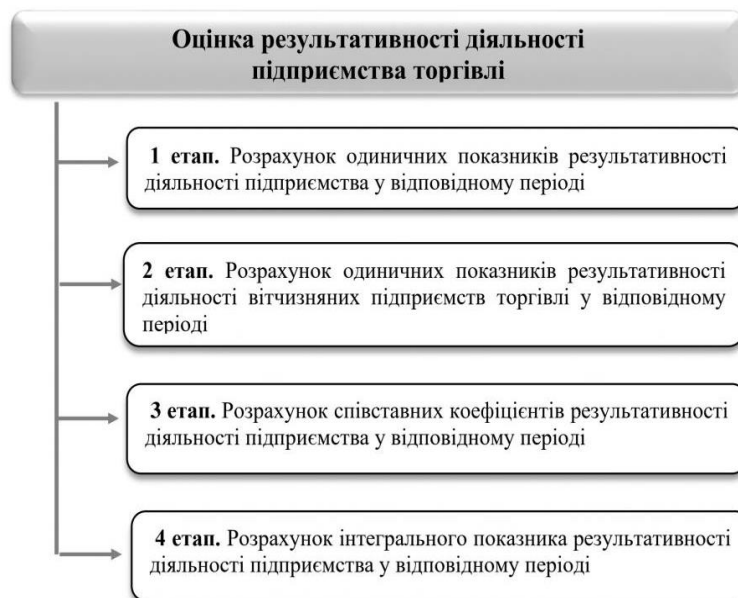 Оцінка результативності діяльності
підприємства торгівлі
1 етап. Розрахунок одиничних показників результативності
діяльності підприємства у відповідному періоді
2 етап. Розрахунок одиничних показників результативності
діяльності вітчизняних підприємств торгівлі у відповідному
періоді
3 етап. Розрахунок співставних коефіцієнтів результативності
діяльності підприємства у відповідному періоді
4 етап. Розрахунок інтегрального показника результативності
діяльності підприємства у відповідному періоді